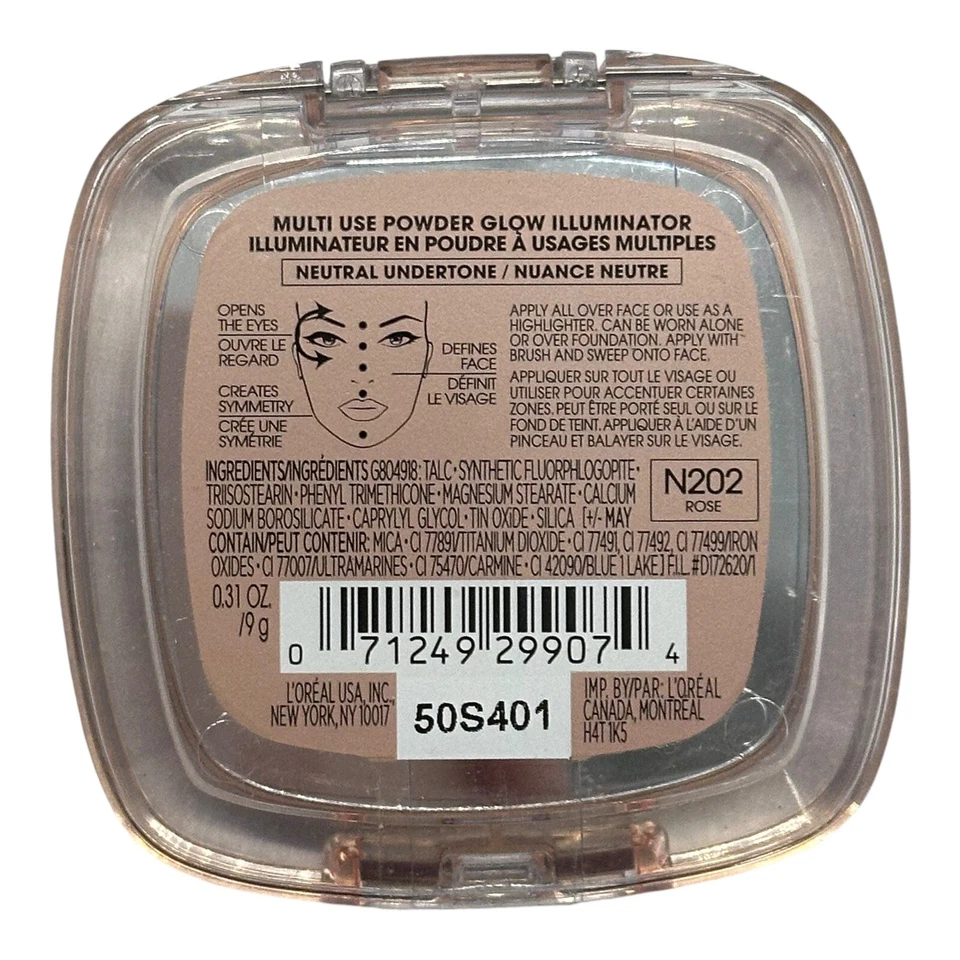 MULTI USE POWDER GLOW ILLUMINATOR
ILLUMINATEUR EN POUDRE À USAGES MULTIPLES
NEUTRAL UNDERTONE / NUANCE NEUTRE
OPENS
THE EYES
OUVRE LE
REGARD
CREATES
SYMMETRY
CRÉE UNE
SYMÉTRIE
DEFINES
FACE
DÉFINIT
LE VISAGE
APPLY ALL OVER FACE OR USE AS A
HIGHLIGHTER. CAN BE WORN ALONE
OR OVER FOUNDATION. APPLY WITH
BRUSH AND SWEEP ONTO FACE.
APPLIQUER SUR TOUT LE VISAGE OU
UTILISER POUR ACCENTUER CERTAINES
ZONES. PEUT ÊTRE PORTÉ SEUL OU SUR LE
FOND DE TEINT. APPLIQUER À L'AIDE D'UN
PINCEAU ET BALAYER SUR LE VISAGE.
INGREDIENTS/INGRÉDIENTS G804918: TALC • SYNTHETIC FLUORPHLOGOPITE •
TRIISOSTEARIN • PHENYL TRIMETHICONE • MAGNESIUM STEARATE • CALCIUM
SODIUM BOROSILICATE • CAPRYLYL GLYCOL • TIN OXIDE • SILICA [+/- MAY
CONTAIN/PEUT CONTENIR: MICA • CI 77891/TITANIUM DIOXIDE • CI 77491, CI 77492, CI 77499/IRON
OXIDES • CI 77007/ULTRAMARINES • CI 75470/CARMINE • CI 42090/BLUE 1 LAKE] F.I.L. #D172620/1
N202
ROSE
0.31 OZ.
/9 g
0 71249 29907 4
L'ORÉAL USA, INC.,
NEW YORK, NY 10017
50S401
IMP. BY/PAR: L'ORÉAL
CANADA, MONTREAL
H4T 1K5